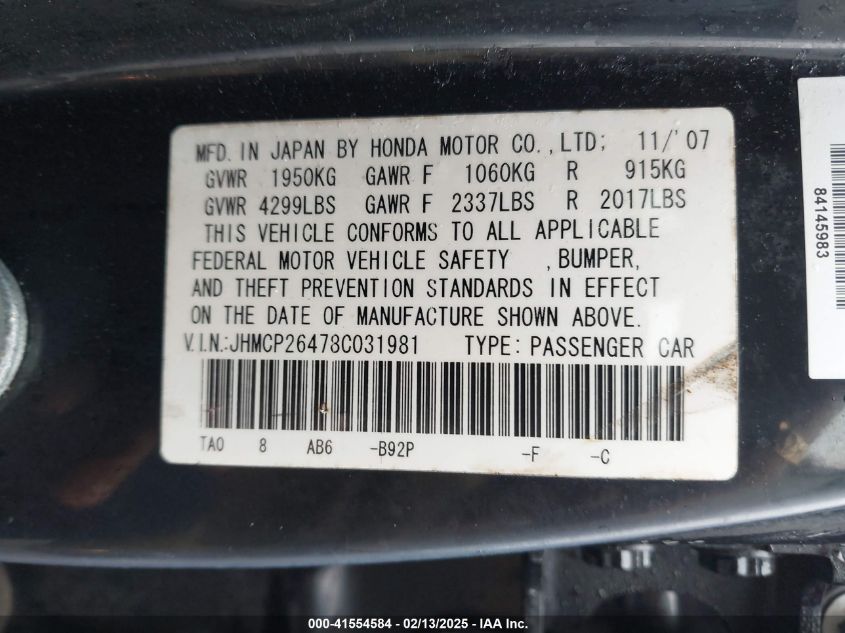 MFD. IN JAPAN BY HONDA MOTOR CO., LTD; 11/'07
GVWR 1950KG GAWR F 1060KG R 915KG
GVWR 4299LBS GAWR F 2337LBS R 2017LBS
THIS VEHICLE CONFORMS TO ALL APPLICABLE
FEDERAL MOTOR VEHICLE SAFETY , BUMPER,
AND THEFT PREVENTION STANDARDS IN EFFECT
ON THE DATE OF MANUFACTURE SHOWN ABOVE.
V.I.N.:JHMCP26478C031981 TYPE: PASSENGER CAR
TA0 8 AB6 -B92P -F -C
84145983
000-41554584 - 02/13/2025 - IAA Inc.